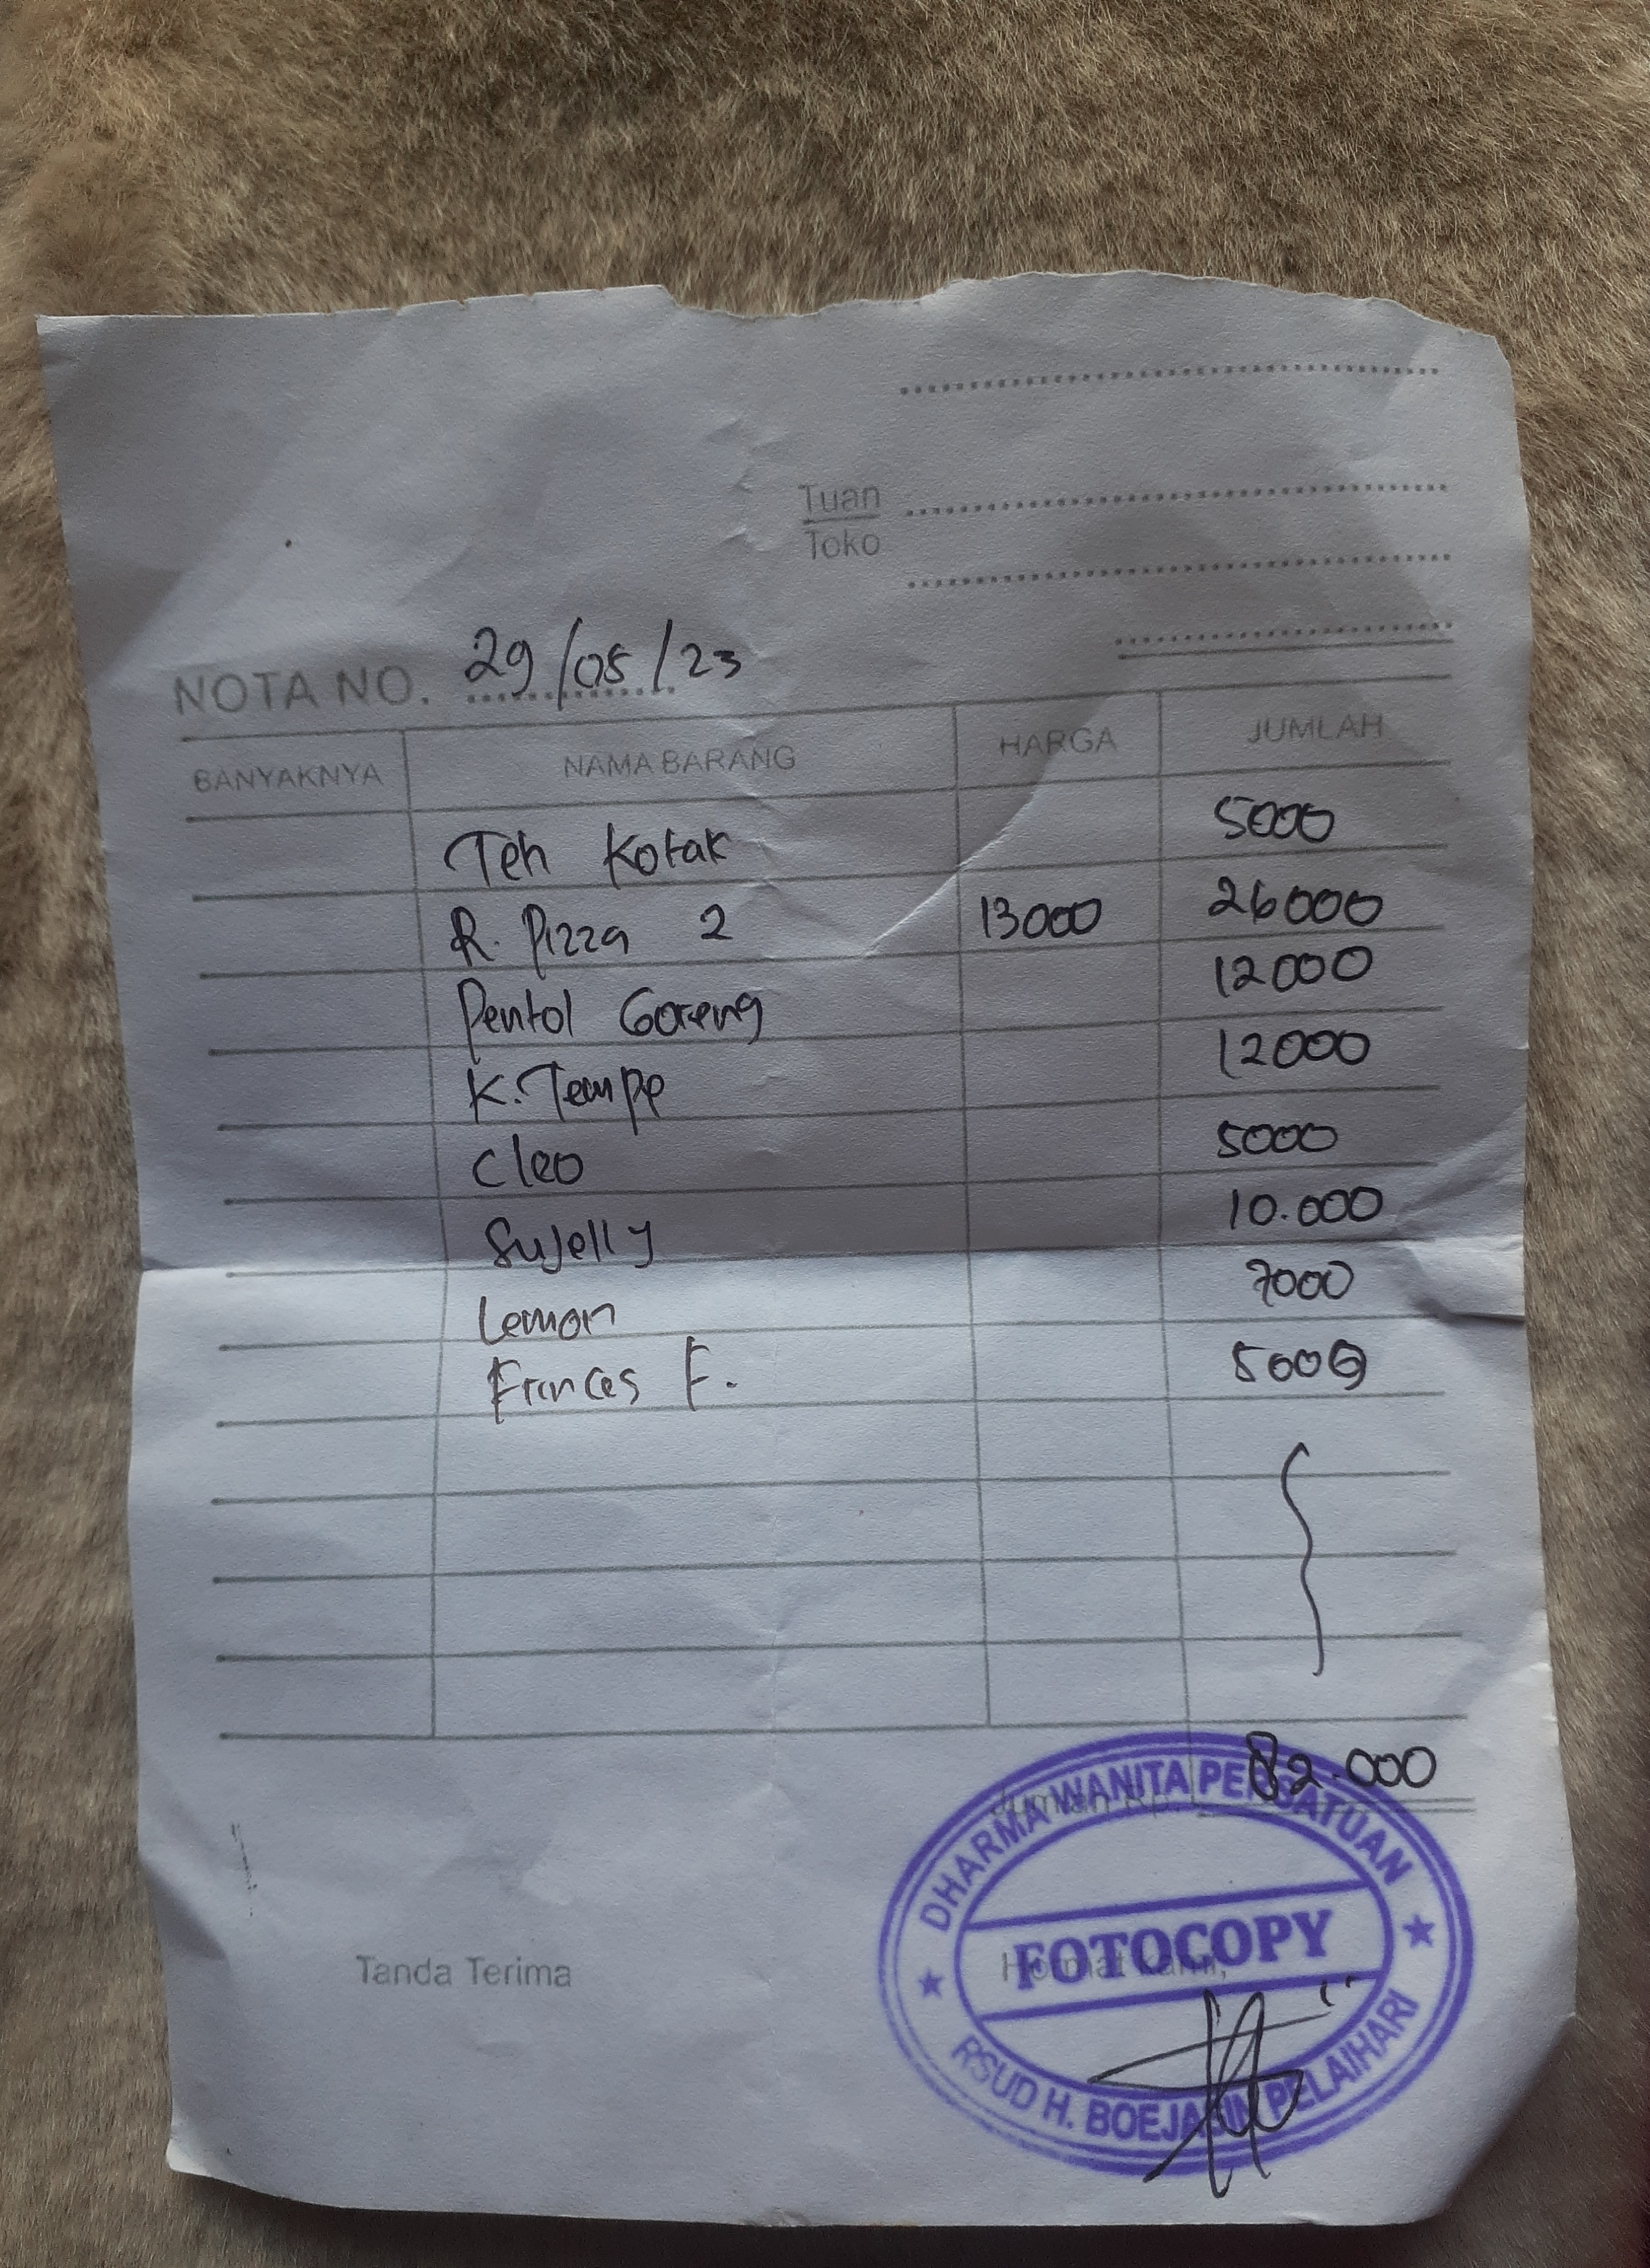 Tuan
Toko
NOTA NO. 29/05/23
BANYAKNYA NAMA BARANG HARGA JUMLAH
Teh Kotak 5000
R. Pizza 2 13000 26000
Pentol Goreng 12000
K. Tempe 12000
Cleo 5000
SuJelly 10.000
Lemon 7000
Frances F. 5000
Jumlah Rp. 82.000
DHARMA WANITA PERSATUAN
Tanda Terima Hormat kami,
FOTOCOPY
RSUD H. BOEJASIN PELAIHARI